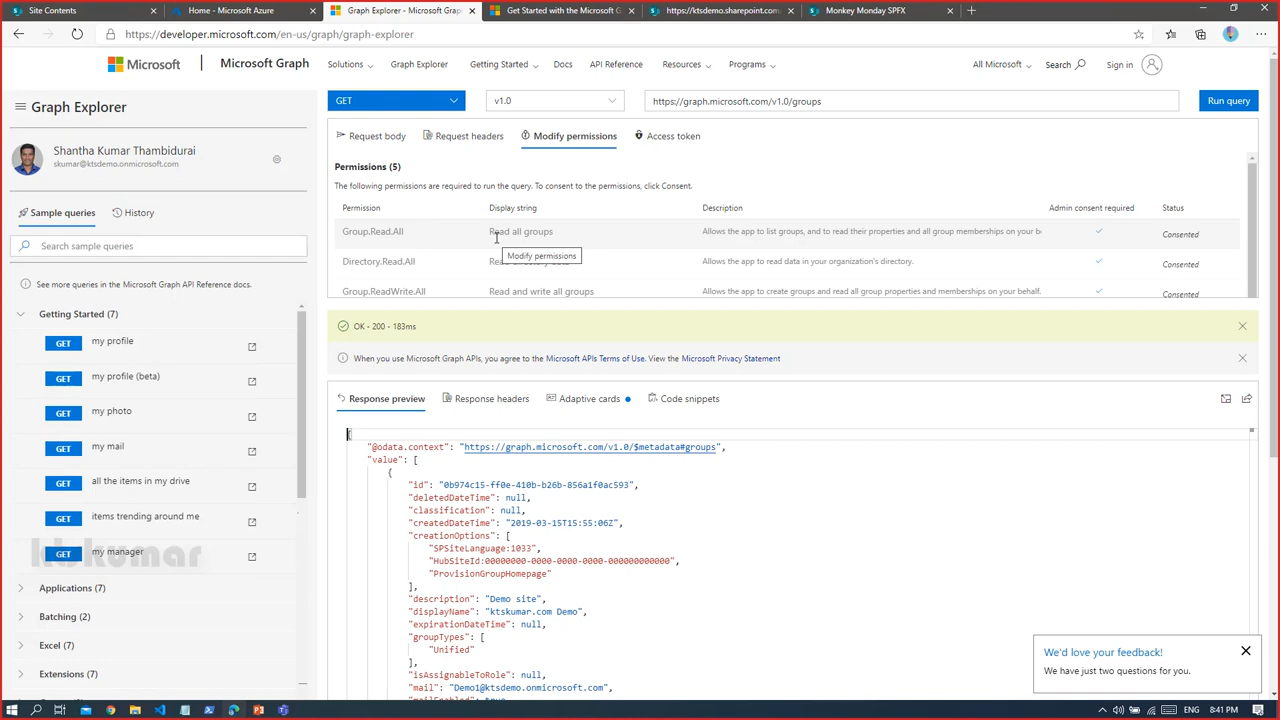 Site Contents
Home - Microsoft Azure
Graph Explorer - Microsoft Grap
Get Started with the Microsoft G
https://ktsdemo.sharepoint.com
Monkey Monday SPFX
https://developer.microsoft.com/en-us/graph/graph-explorer
Microsoft
Microsoft Graph
Solutions
Graph Explorer
Getting Started
Docs
API Reference
Resources
Programs
All Microsoft
Search
Sign in
Graph Explorer
GET
v1.0
https://graph.microsoft.com/v1.0/groups
Run query
Shantha Kumar Thambidurai
skumar@ktsdemo.onmicrosoft.com
Request body
Request headers
Modify permissions
Access token
Permissions (5)
The following permissions are required to run the query. To consent to the permissions, click Consent.
Permission
Display string
Description
Admin consent required
Status
Group.Read.All
Read all groups
Allows the app to list groups, and to read their properties and all group memberships on your be
Consented
Modify permissions
Directory.Read.All
Allows the app to read data in your organization's directory.
Consented
Group.ReadWrite.All
Read and write all groups
Allows the app to create groups and read all group properties and memberships on your behalf.
Consented
Sample queries
History
Search sample queries
See more queries in the Microsoft Graph API Reference docs.
Getting Started (7)
GET my profile
GET my profile (beta)
GET my photo
GET my mail
GET all the items in my drive
GET items trending around me
GET my manager
ktskumar
Applications (7)
Batching (2)
Excel (7)
Extensions (7)
OK - 200 - 183ms
When you use Microsoft Graph APIs, you agree to the Microsoft APIs Terms of Use. View the Microsoft Privacy Statement
Response preview
Response headers
Adaptive cards
Code snippets
{
"@odata.context": "https://graph.microsoft.com/v1.0/$metadata#groups",
"value": [
{
"id": "0b974c15-ff0e-410b-b26b-856a1f0ac593",
"deletedDateTime": null,
"classification": null,
"createdDateTime": "2019-03-15T15:55:06Z",
"creationOptions": [
"SPSiteLanguage:1033",
"HubSiteId:00000000-0000-0000-0000-000000000000",
"ProvisionGroupHomepage"
],
"description": "Demo site",
"displayName": "ktskumar.com Demo",
"expirationDateTime": null,
"groupTypes": [
"Unified"
],
"isAssignableToRole": null,
"mail": "Demo1@ktsdemo.onmicrosoft.com",
"mailEnabled": true
We'd love your feedback!
We have just two questions for you.
ENG
8:41 PM